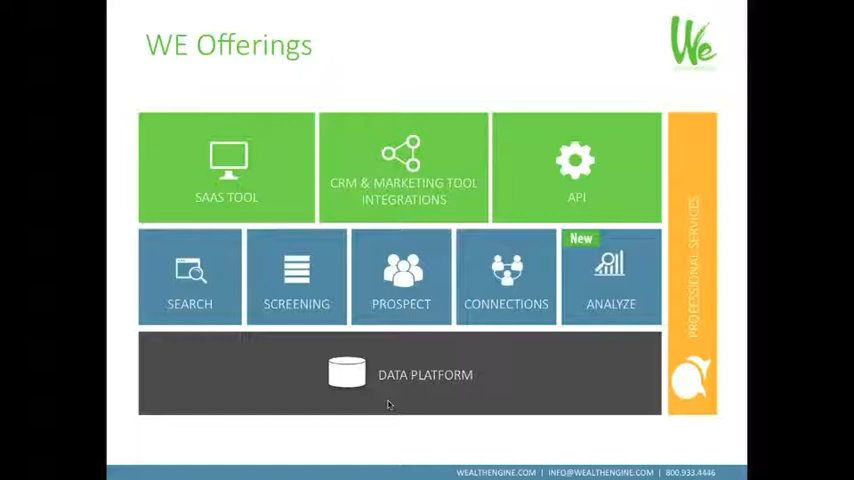 WE Offerings
We
SAAS TOOL
CRM & MARKETING TOOL
INTEGRATIONS
API
SEARCH
SCREENING
PROSPECT
CONNECTIONS
New
ANALYZE
DATA PLATFORM
PROFESSIONAL SERVICES
WEALTHENGINE.COM | INFO@WEALTHENGINE.COM | 800.933.4446